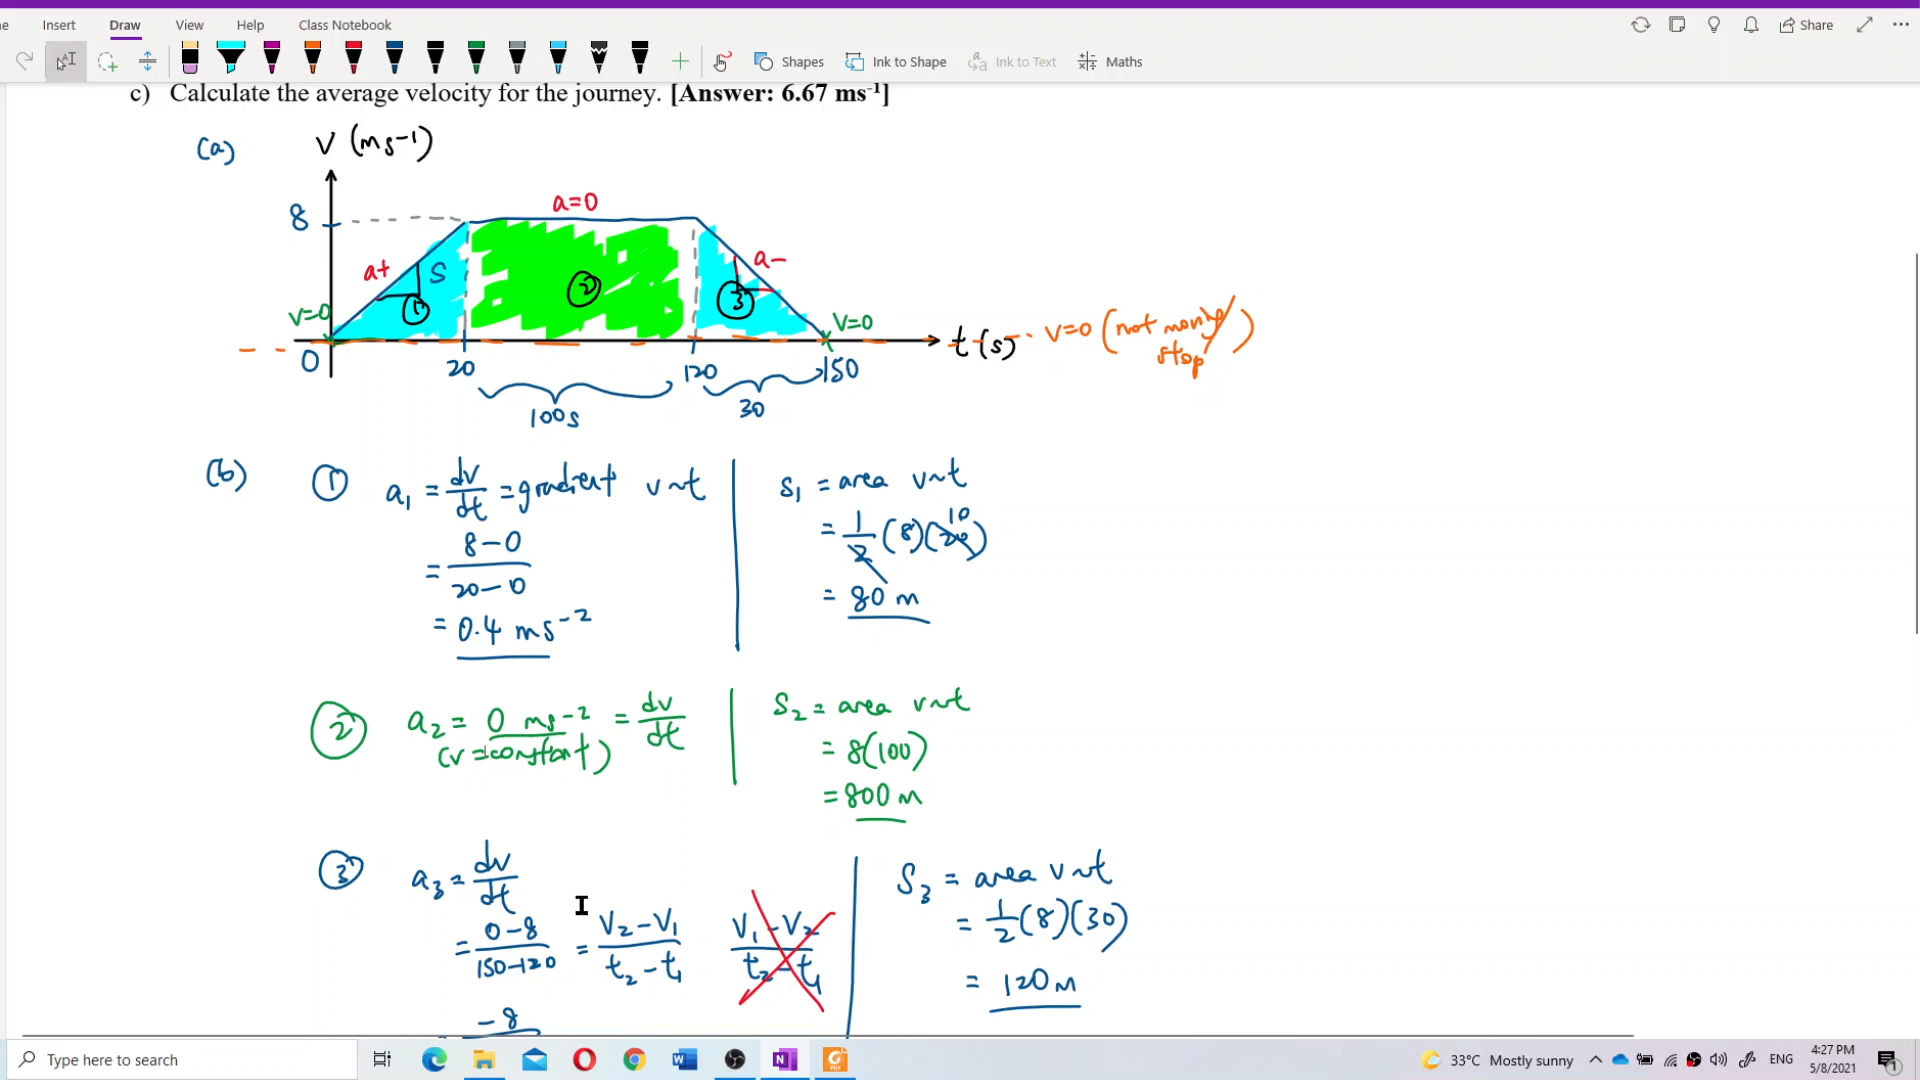 Insert Draw View Help Class Notebook Share
Shapes Ink to Shape Ink to Text Maths
c) Calculate the average velocity for the journey. [Answer: 6.67 ms⁻¹]
(a) V (ms⁻¹)
a=0
8
a+ S a-
① ② ③
v=0 v=0
t(s) v=0 (not moving/
stop)
0 20 120 150
100s 30
(b) ① a₁ = dv/dt = gradient v~t
= 8-0/20-0
= 0.4 ms⁻²
S₁ = area v~t
= 1/2 (8)(20) 10
= 80 m
② a₂ = 0 ms⁻² = dv/dt
(v = constant)
S₂ = area v~t
= 8(100)
= 800 m
③ a₃ = dv/dt
= 0-8/150-120 = V₂-V₁/t₂-t₁ V₁-V₂/t₂-t₁
-8
S₃ = area v~t
= 1/2 (8)(30)
= 120 m
Type here to search
33°C Mostly sunny ENG 4:27 PM
5/8/2021